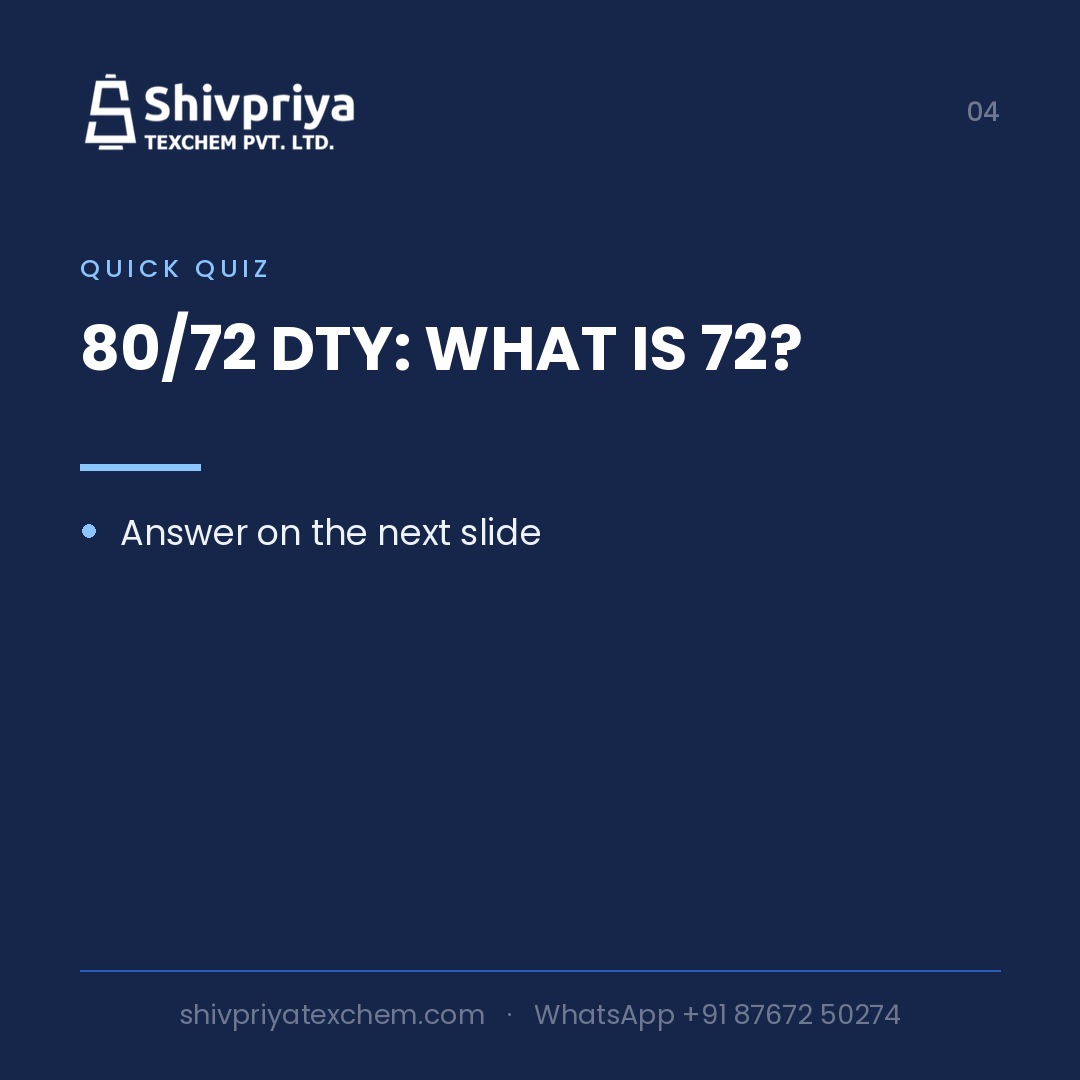 Shivpriya
TEXCHEM PVT. LTD.
04
QUICK QUIZ
80/72 DTY: WHAT IS 72?
• Answer on the next slide
shivpriyatexchem.com · WhatsApp +91 87672 50274